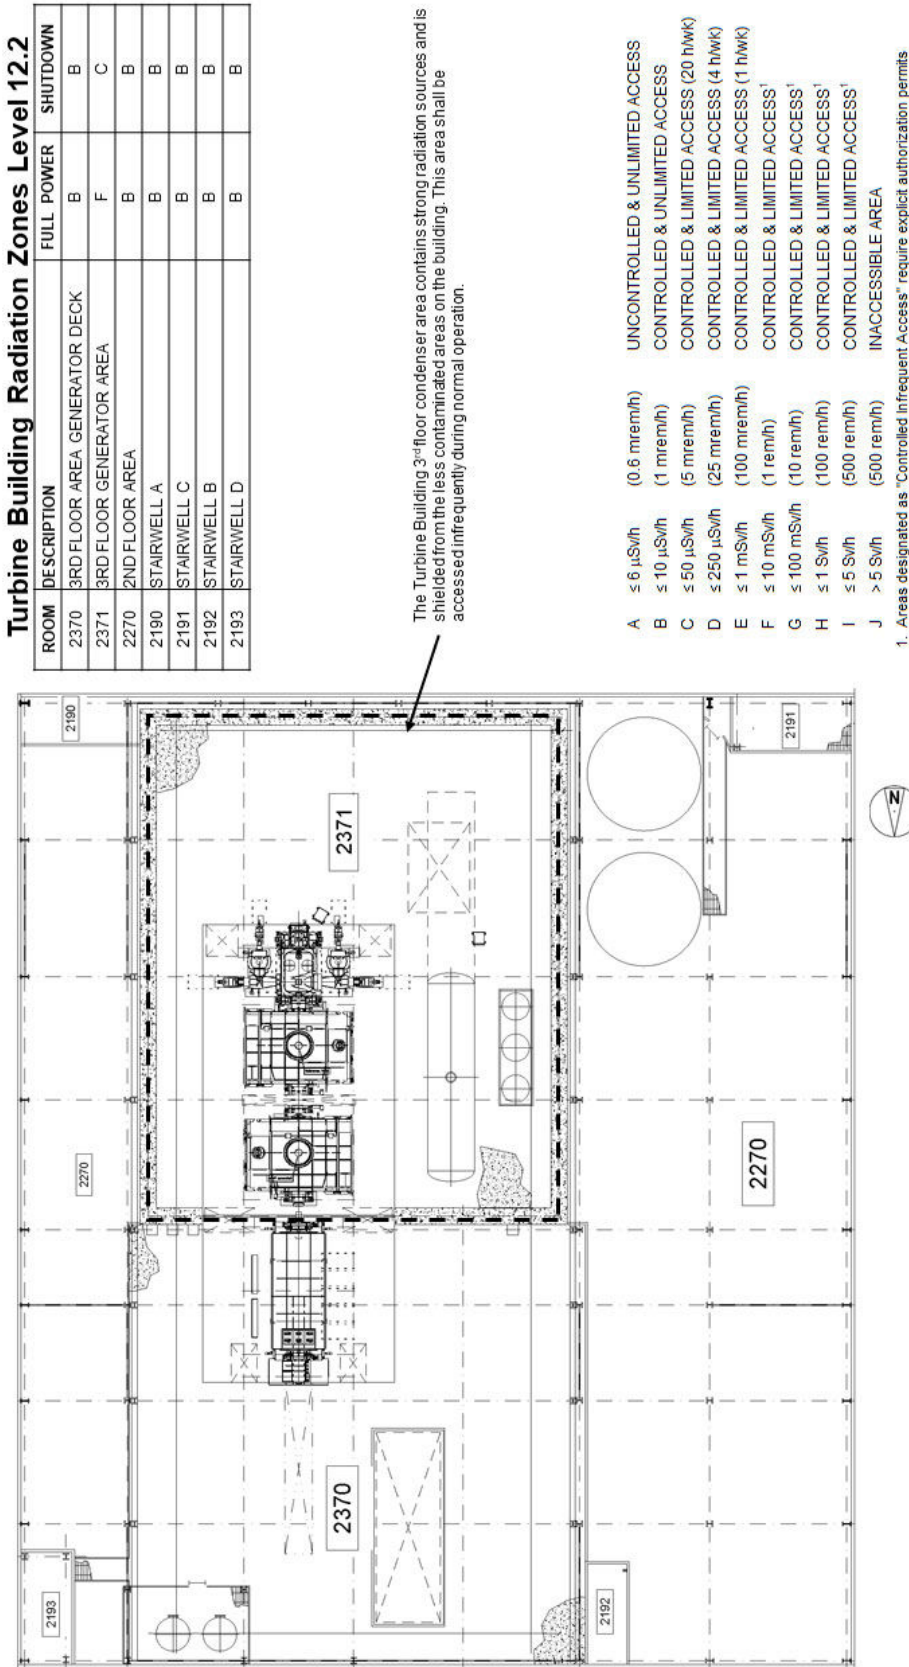 Turbine Building Radiation Zones Level 12.2
ROOM DESCRIPTION FULL POWER SHUTDOWN
2370 3RD FLOOR AREA GENERATOR DECK B B
2371 3RD FLOOR GENERATOR AREA F C
2270 2ND FLOOR AREA B B
2190 STAIRWELL A B B
2191 STAIRWELL C B B
2192 STAIRWELL B B B
2193 STAIRWELL D B B
The Turbine Building 3rd floor condenser area contains strong radiation sources and is
shielded from the less contaminated areas on the building. This area shall be
accessed infrequently during normal operation.
A ≤ 6 µSv/h (0.6 mrem/h) UNCONTROLLED & UNLIMITED ACCESS
B ≤ 10 µSv/h (1 mrem/h) CONTROLLED & UNLIMITED ACCESS
C ≤ 50 µSv/h (5 mrem/h) CONTROLLED & LIMITED ACCESS (20 h/wk)
D ≤ 250 µSv/h (25 mrem/h) CONTROLLED & LIMITED ACCESS (4 h/wk)
E ≤ 1 mSv/h (100 mrem/h) CONTROLLED & LIMITED ACCESS (1 h/wk)
F ≤ 10 mSv/h (1 rem/h) CONTROLLED & LIMITED ACCESS¹
G ≤ 100 mSv/h (10 rem/h) CONTROLLED & LIMITED ACCESS¹
H ≤ 1 Sv/h (100 rem/h) CONTROLLED & LIMITED ACCESS¹
I ≤ 5 Sv/h (500 rem/h) CONTROLLED & LIMITED ACCESS¹
J > 5 Sv/h (500 rem/h) INACCESSIBLE AREA
1. Areas designated as "Controlled Infrequent Access" require explicit authorization permits
2193
2270
2190
2370
2371
2192
2270
2191
N